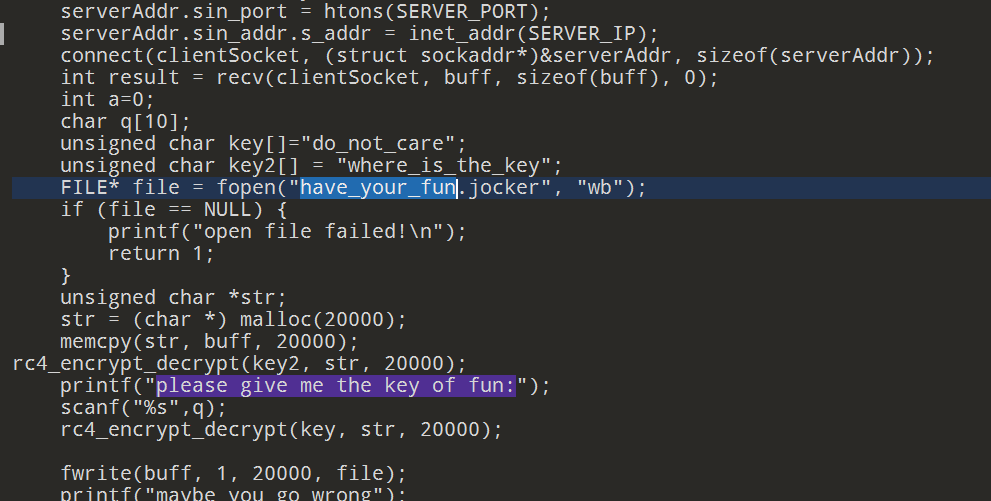 serverAddr.sin_port = htons(SERVER_PORT);
serverAddr.sin_addr.s_addr = inet_addr(SERVER_IP);
connect(clientSocket, (struct sockaddr*)&serverAddr, sizeof(serverAddr));
int result = recv(clientSocket, buff, sizeof(buff), 0);
int a=0;
char q[10];
unsigned char key[]="do_not_care";
unsigned char key2[] = "where_is_the_key";
FILE* file = fopen("have_your_fun.jocker", "wb");
if (file == NULL) {
printf("open file failed!\n");
return 1;
}
unsigned char *str;
str = (char *) malloc(20000);
memcpy(str, buff, 20000);
rc4_encrypt_decrypt(key2, str, 20000);
printf("please give me the key of fun:");
scanf("%s",q);
rc4_encrypt_decrypt(key, str, 20000);
fwrite(buff, 1, 20000, file);
printf("maybe you go wrong");